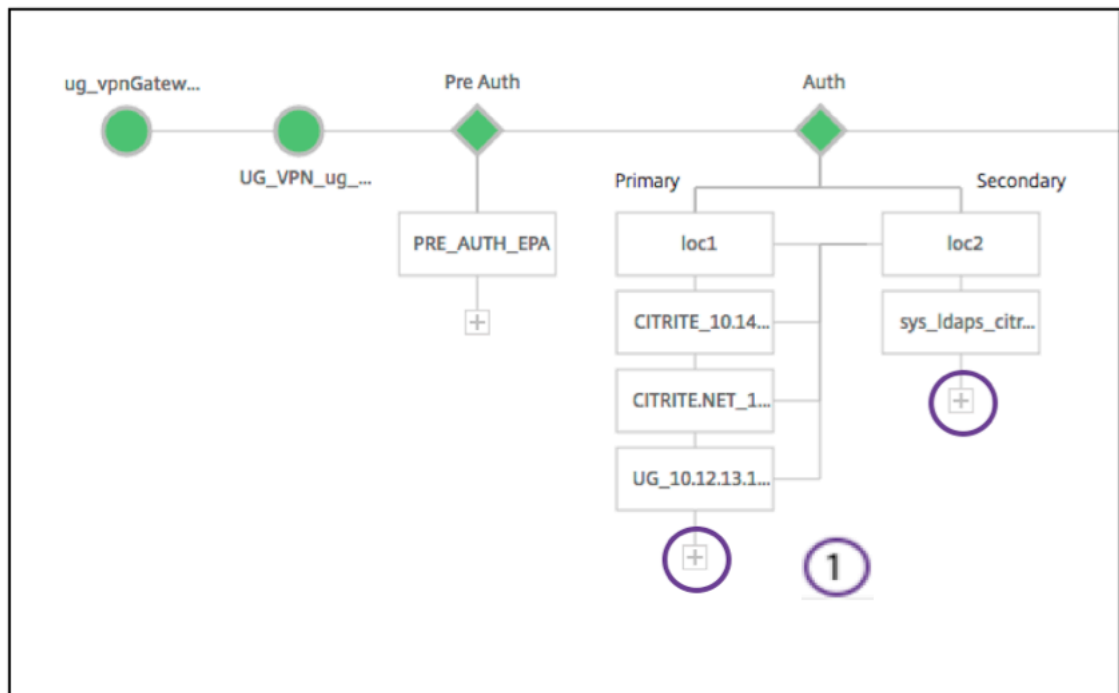 ug_vpnGatew...
Pre Auth
Auth
UG_VPN_ug_...
Primary
Secondary
PRE_AUTH_EPA
loc1
loc2
CITRITE_10.14...
sys_ldaps_citr...
CITRITE.NET_1...
UG_10.12.13.1...
1